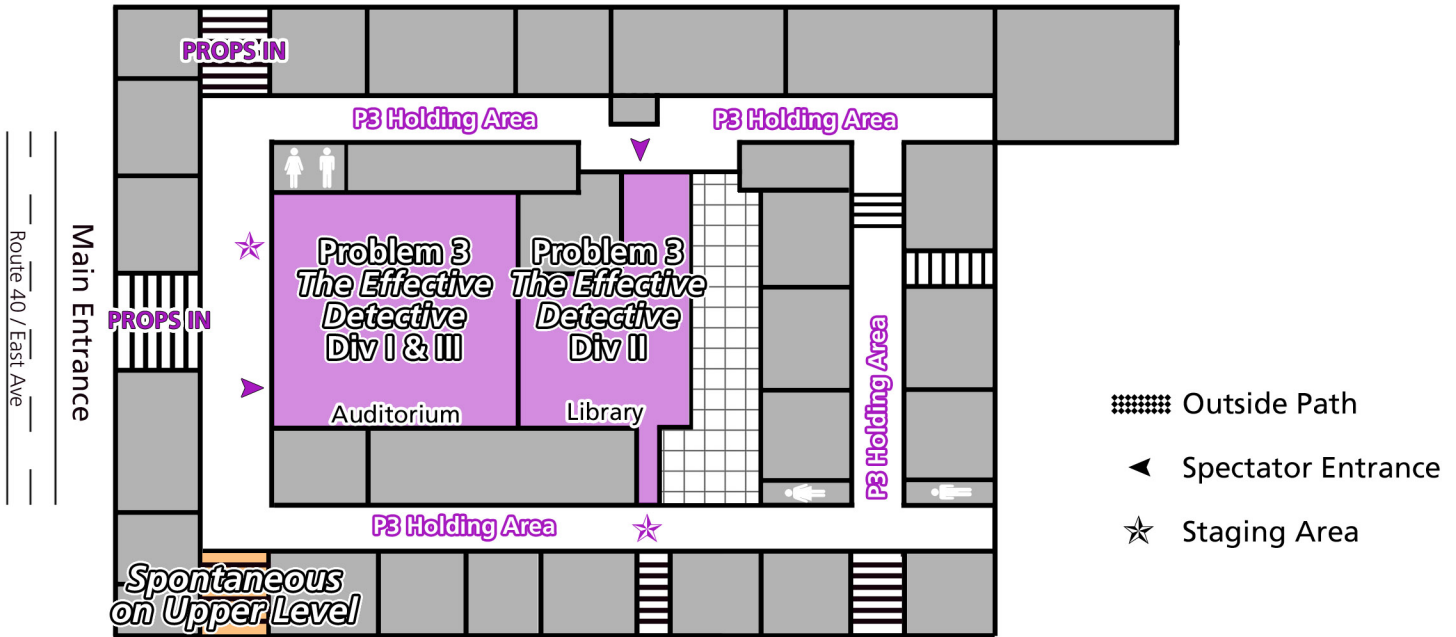 PROPS IN
P3 Holding Area
P3 Holding Area
Route 40 / East Ave
Main Entrance
PROPS IN
Problem 3
The Effective
Detective
Div I & III
Auditorium
Problem 3
The Effective
Detective
Div II
Library
P3 Holding Area
P3 Holding Area
Spontaneous
on Upper Level
Outside Path
Spectator Entrance
Staging Area